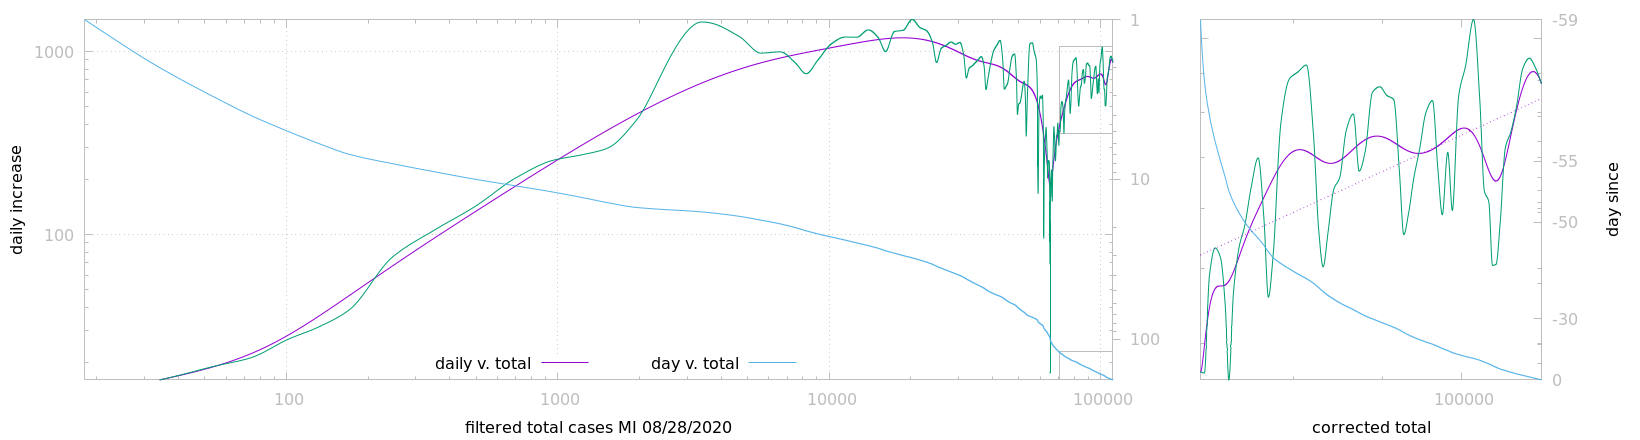 1000
100
daily increase
daily v. total
day v. total
100
1000
10000
100000
filtered total cases MI 08/28/2020
1
10
100
100000
corrected total
-59
-55
-50
-30
0
day since